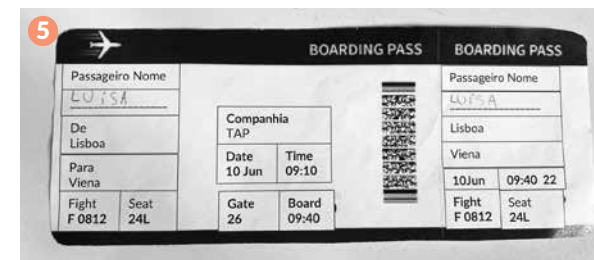 5
BOARDING PASS
BOARDING PASS
Passageiro Nome
LUiSA
De
Lisboa
Para
Viena
Fight Seat
F 0812 24L
Companhia
TAP
Date Time
10 Jun 09:10
Gate Board
26 09:40
Passageiro Nome
LUiSA
Lisboa
Viena
10Jun 09:40 22
Fight Seat
F 0812 24L